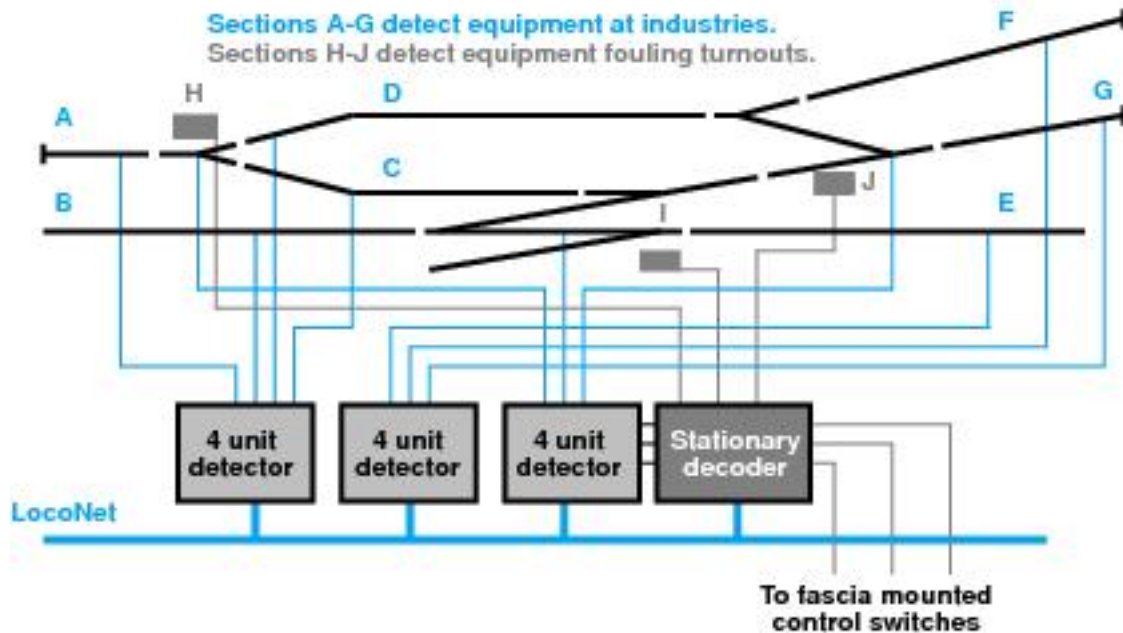 Sections A-G detect equipment at industries.
Sections H-J detect equipment fouling turnouts.
F
H
D
G
A
C
J
B
I
E
4 unit
detector
4 unit
detector
4 unit
detector
Stationary
decoder
LocoNet
To fascia mounted
control switches